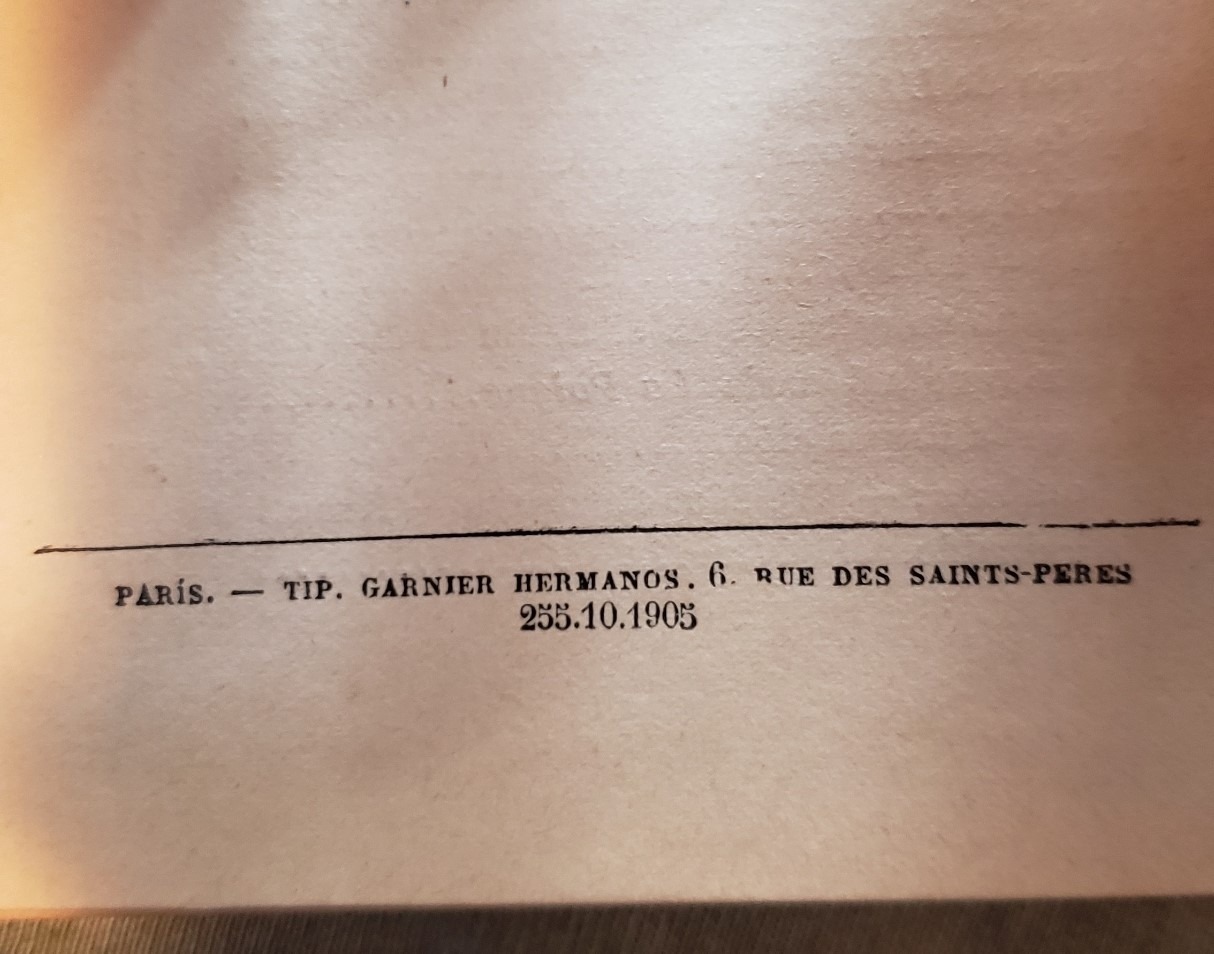 PARÍS. — TIP. GARNIER HERMANOS. 6. RUE DES SAINTS-PERES
255.10.1905